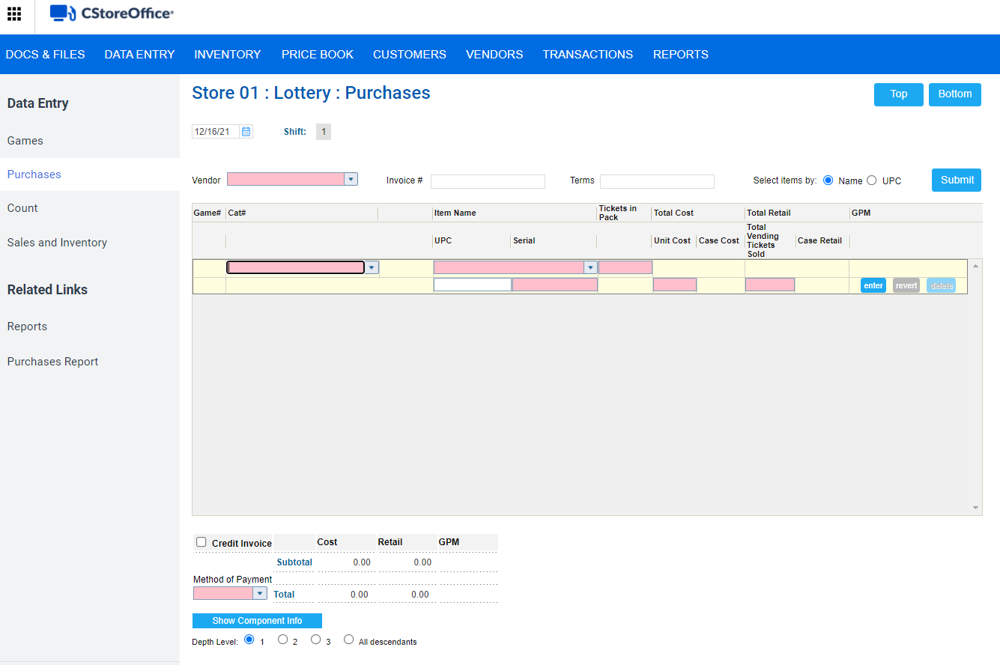 CStoreOffice®
DOCS & FILES DATA ENTRY INVENTORY PRICE BOOK CUSTOMERS VENDORS TRANSACTIONS REPORTS
Data Entry
Games
Purchases
Count
Sales and Inventory
Related Links
Reports
Purchases Report
Store 01 : Lottery : Purchases
Top Bottom
12/16/21 Shift: 1
Vendor Invoice # Terms Select items by: Name UPC Submit
Game# Cat# Item Name Tickets in Pack Total Cost Total Retail GPM
UPC Serial Unit Cost Case Cost Total Vending Tickets Sold Case Retail
enter revert delete
Credit Invoice Cost Retail GPM
Subtotal 0.00 0.00
Method of Payment
Total 0.00 0.00
Show Component Info
Depth Level: 1 2 3 All descendants